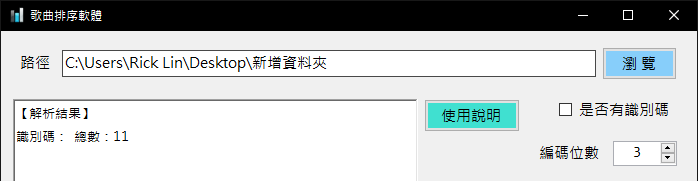 歌曲排序軟體
路徑 C:\Users\Rick Lin\Desktop\新增資料夾 瀏 覽
【解析結果】
識別碼： 總數：11
使用說明
是否有識別碼
編碼位數 3